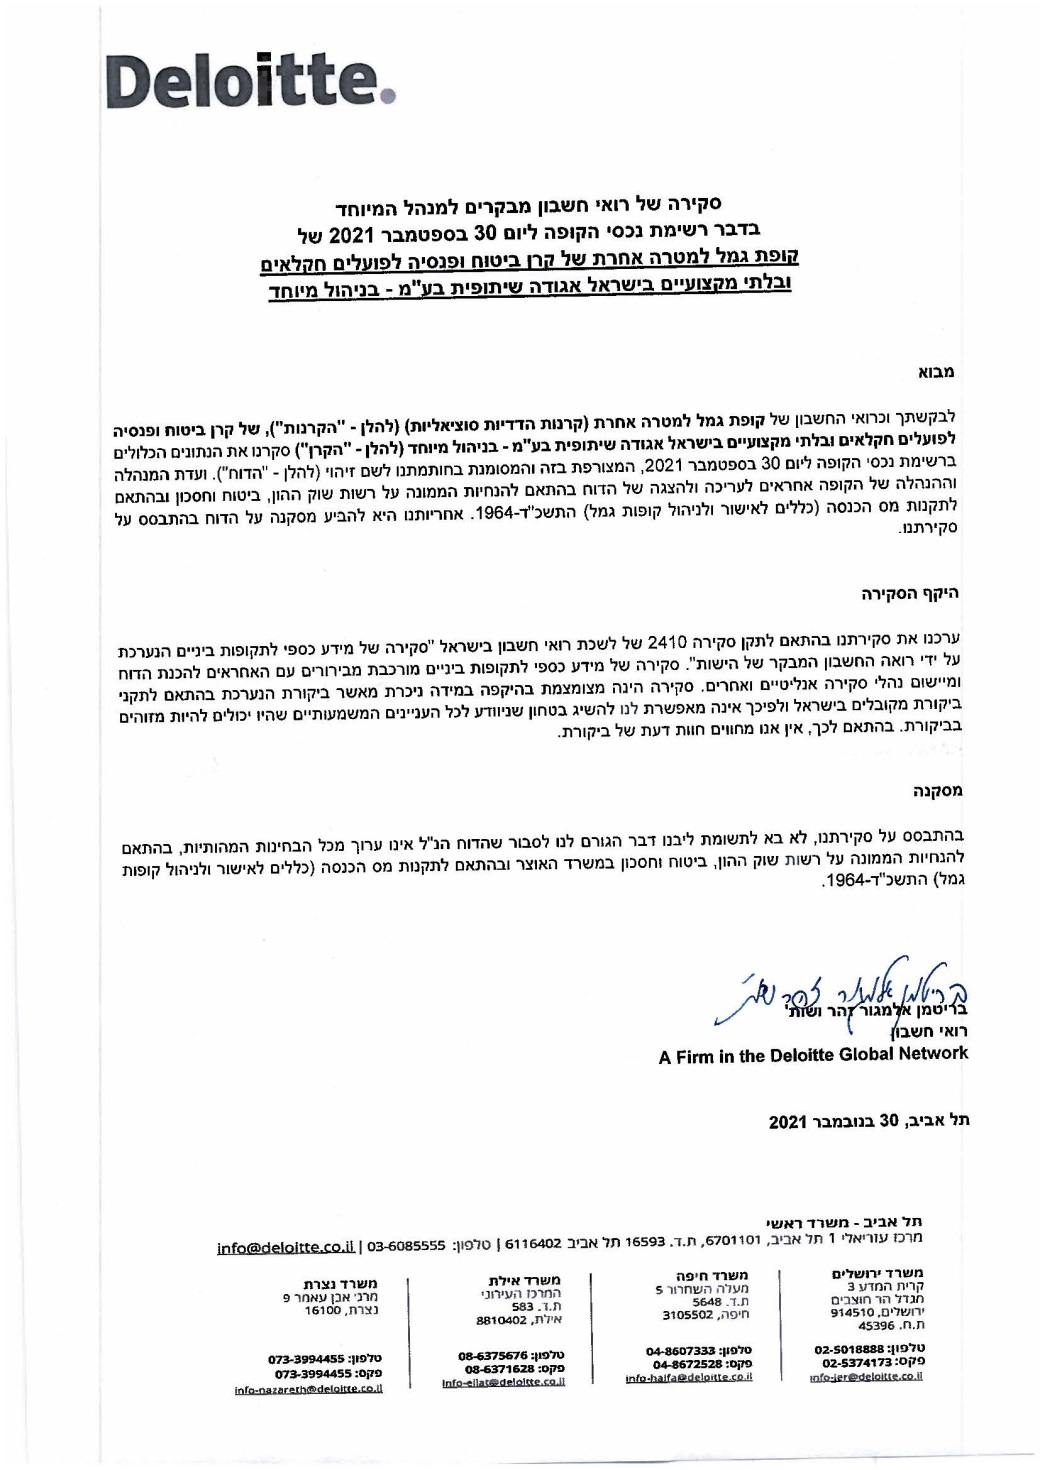 Deloitte.
סקירה של רואי חשבון מבקרים למנהל המיוחד
בדבר רשימת נכסי הקופה ליום 30 בספטמבר 2021 של
קופת גמל למטרה אחרת של קרן ביטוח ופנסיה לפועלים חקלאים
ובלתי מקצועיים בישראל אגודה שיתופית בע"מ - בניהול מיוחד
מבוא
לבקשתך וכרואי החשבון של קופת גמל למטרה אחרת (קרנות הדדיות סוציאליות) (להלן - "הקרנות"), של קרן ביטוח ופנסיה
לפועלים חקלאים ובלתי מקצועיים בישראל אגודה שיתופית בע"מ - בניהול מיוחד (להלן - "הקרן") סקרנו את הנתונים הכלולים
ברשימת נכסי הקופה ליום 30 בספטמבר 2021, המצורפת בזה והמסומנת בחותמתנו לשם זיהוי (להלן - "הדוח"). ועדת המנהלה
וההנהלה של הקופה אחראים לעריכה ולהצגה של הדוח בהתאם להנחיות הממונה על רשות שוק ההון, ביטוח וחסכון ובהתאם
לתקנות מס הכנסה (כללים לאישור ולניהול קופות גמל) התשכ"ד-1964. אחריותנו היא להביע מסקנה על הדוח בהתבסס על
סקירתנו.
היקף הסקירה
ערכנו את סקירתנו בהתאם לתקן סקירה 2410 של לשכת רואי חשבון בישראל "סקירה של מידע כספי לתקופות ביניים הנערכת
על ידי רואה החשבון המבקר של הישות". סקירה של מידע כספי לתקופות ביניים מורכבת מבירורים עם האחראים להכנת הדוח
ומיישום נהלי סקירה אנליטיים ואחרים. סקירה הינה מצומצמת בהיקפה במידה ניכרת מאשר ביקורת הנערכת בהתאם לתקני
ביקורת מקובלים בישראל ולפיכך אינה מאפשרת לנו להשיג בטחון שניוודע לכל העניינים המשמעותיים שהיו יכולים להיות מזוהים
בביקורת. בהתאם לכך, אין אנו מחווים חוות דעת של ביקורת.
מסקנה
בהתבסס על סקירתנו, לא בא לתשומת ליבנו דבר הגורם לנו לסבור שהדוח הנ"ל אינו ערוך מכל הבחינות המהותיות, בהתאם
להנחיות הממונה על רשות שוק ההון, ביטוח וחסכון במשרד האוצר ובהתאם לתקנות מס הכנסה (כללים לאישור ולניהול קופות
גמל) התשכ"ד-1964.
בריטמן אלמגור זהר ושות'
בריטמן אלמגור זהר ושות'
רואי חשבון
A Firm in the Deloitte Global Network
תל אביב, 30 בנובמבר 2021
תל אביב - משרד ראשי
מרכז עזריאלי 1 תל אביב, 6701101, ת.ד. 16593 תל אביב 6116402 | טלפון: 03-6085555 | info@deloitte.co.il
משרד ירושלים
קרית המדע 3
מגדל הר חוצבים
ירושלים, 914510
ת.ח. 45396
טלפון: 02-5018888
פקס: 02-5374173
info-jer@deloitte.co.il
משרד חיפה
מעלה השחרור 5
ת.ד. 5648
חיפה, 3105502
טלפון: 04-8607333
פקס: 04-8672528
info-haifa@deloitte.co.il
משרד אילת
המרכז העירוני
ת.ד. 583
אילת, 8810402
טלפון: 08-6375676
פקס: 08-6371628
info-eilat@deloitte.co.il
משרד נצרת
מרג' אבן עאמר 9
נצרת, 16100
טלפון: 073-3994455
פקס: 073-3994455
info-nazareth@deloitte.co.il